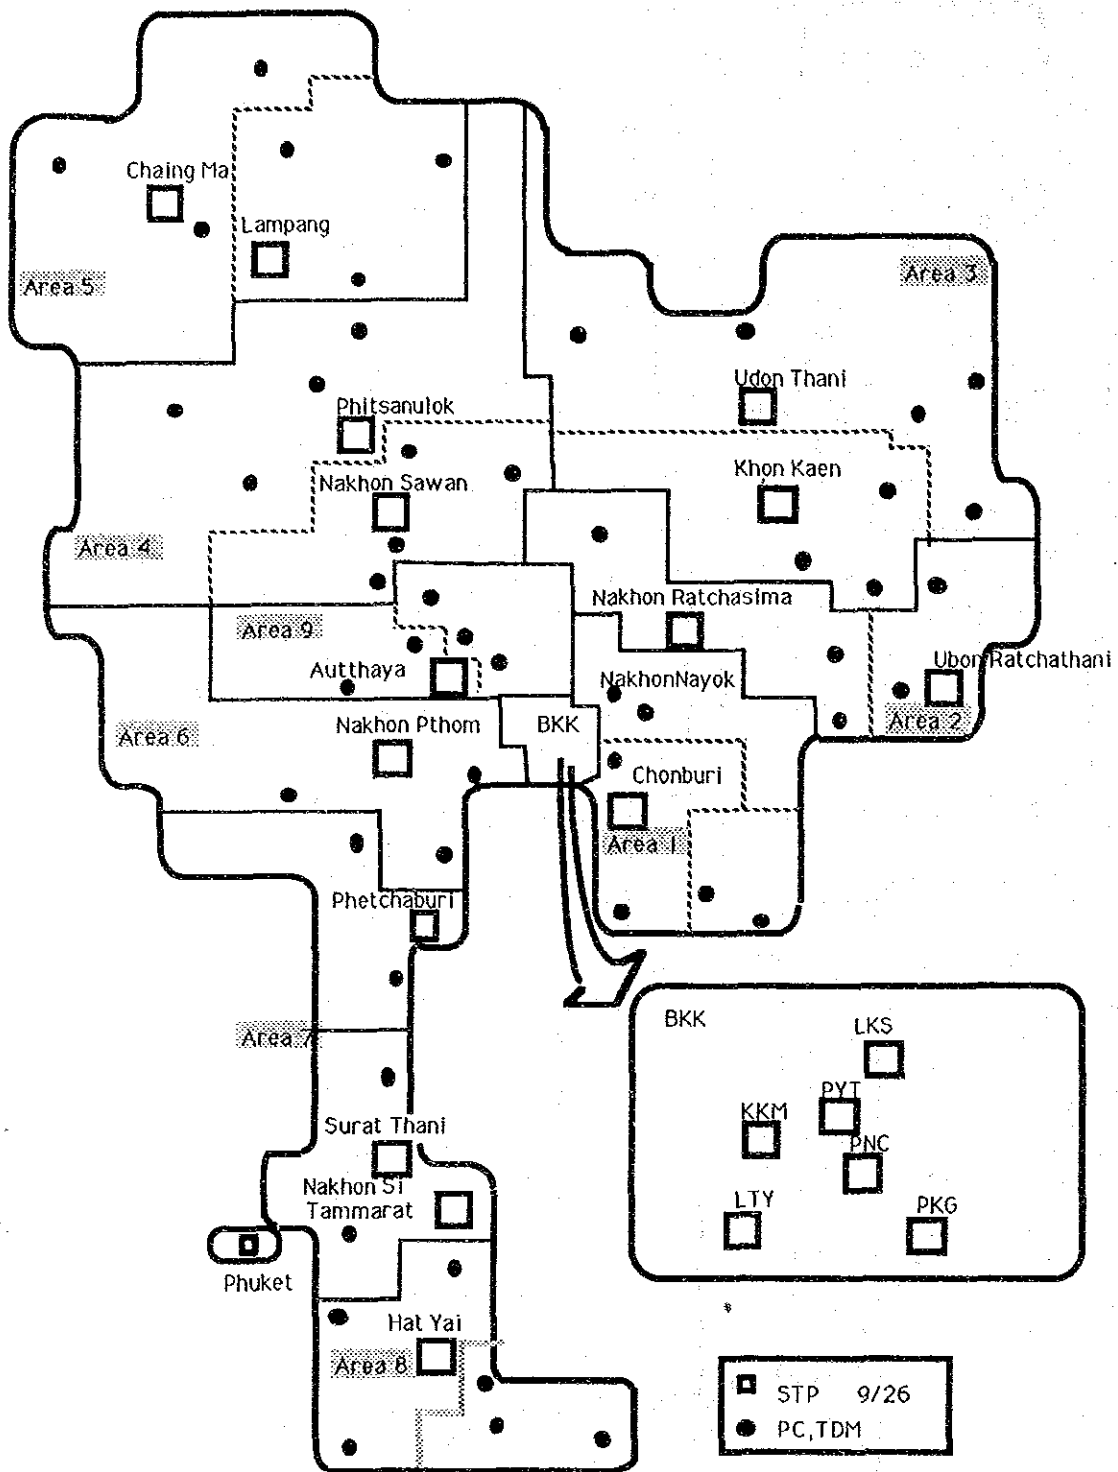 Chaing Ma
Lampang
Area 5
Area 3
Udon Thani
Phitsanulok
Khon Kaen
Nakhon Sawan
Area 4
Nakhon Ratchasima
Area 9
Ubon Ratchathani
Autthaya
NakhonNayok
Area 2
Area 6
Nakhon Pthom
BKK
Chonburi
Area 1
Phetchaburi
BKK
LKS
Area 7
PYT
KKM
Surat Thani
PNC
Nakhon Si
Tammarat
LTY
PKG
Phuket
Hat Yai
Area 8
STP 9/26
PC,TDM